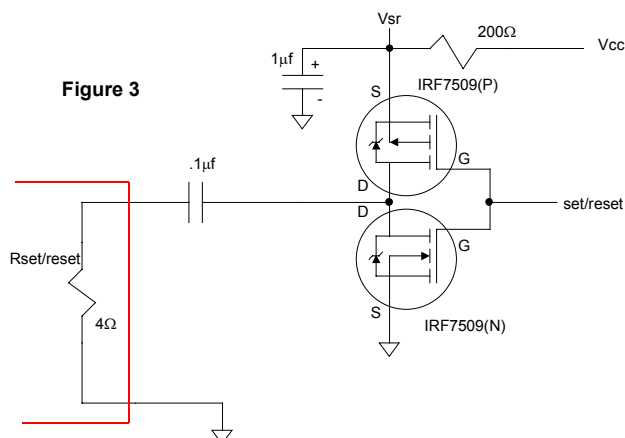 Vsr
200Ω
Vcc
1μf
+
-
Figure 3
S
IRF7509(P)
G
D
.1μf
set/reset
D
G
Rset/reset
4Ω
S
IRF7509(N)